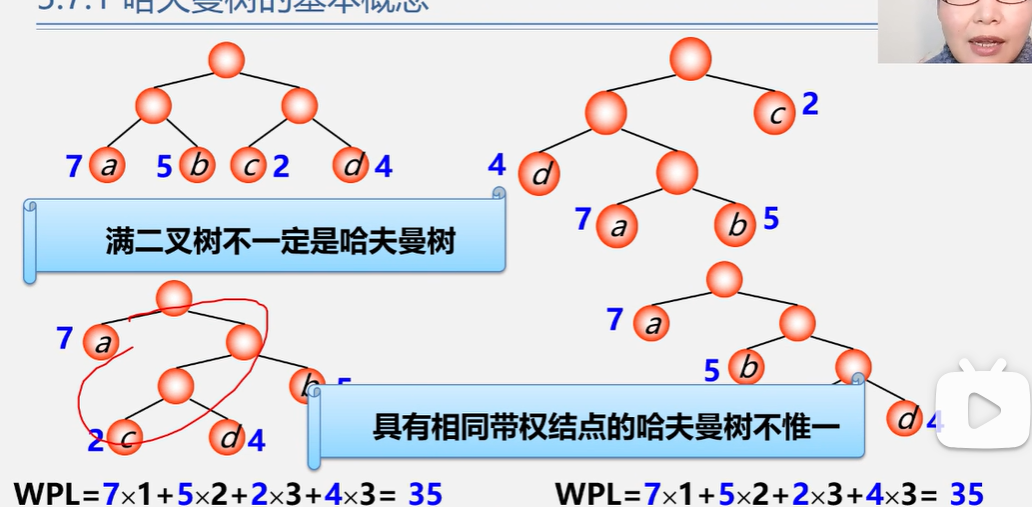 5.7.1 哈夫曼树的基本概念
7 a 5 b c 2 d 4
c 2
4 d
7 a b 5
满二叉树不一定是哈夫曼树
7 a
b 5
2 c d 4
7 a
5 b
d 4
具有相同带权结点的哈夫曼树不惟一
WPL=7×1+5×2+2×3+4×3= 35
WPL=7×1+5×2+2×3+4×3= 35